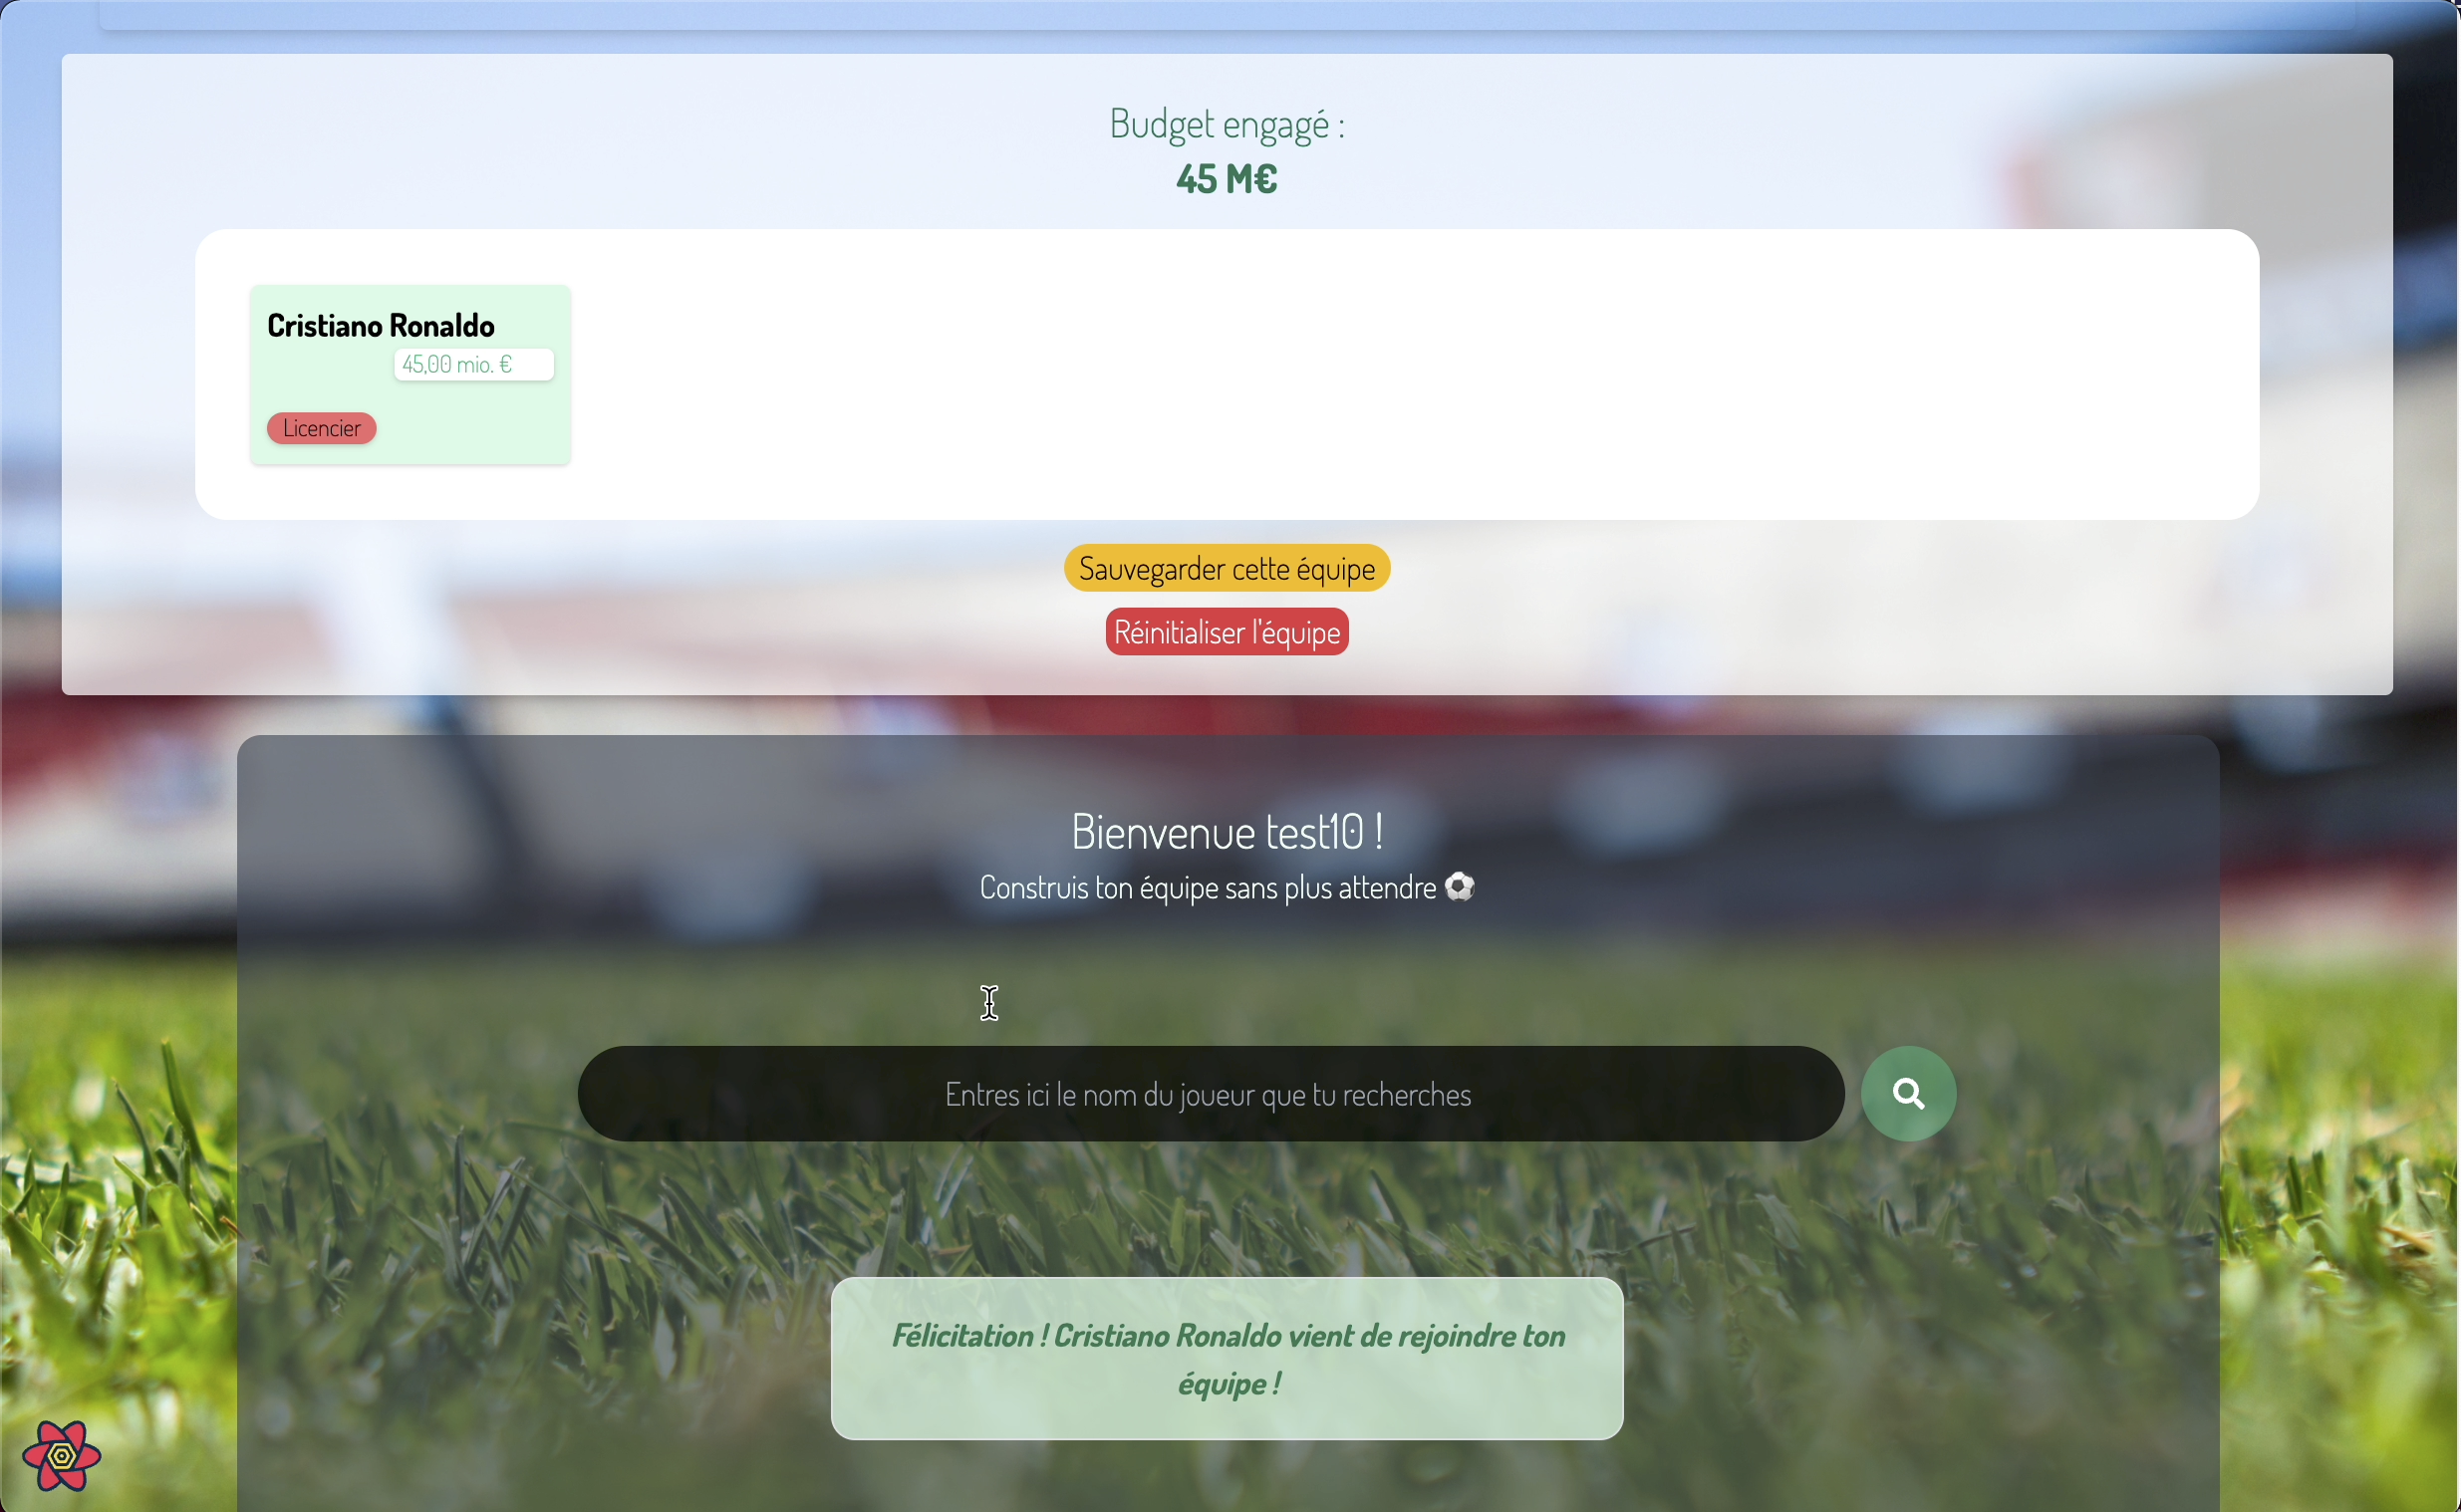 Budget engagé :
45 M€
Cristiano Ronaldo
45,00 mio. €
Licencier
Sauvegarder cette équipe
Réinitialiser l'équipe
Bienvenue test10 !
Construis ton équipe sans plus attendre ⚽
Entres ici le nom du joueur que tu recherches
Félicitation ! Cristiano Ronaldo vient de rejoindre ton
équipe !